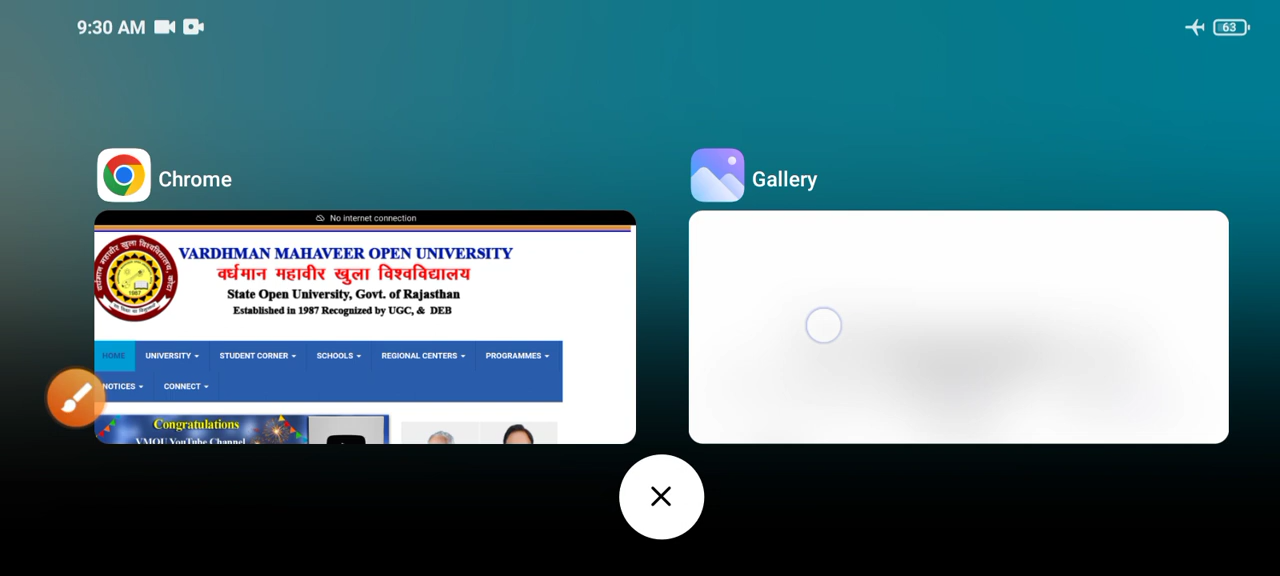 9:30 AM
63
Chrome
Gallery
No internet connection
VARDHMAN MAHAVEER OPEN UNIVERSITY
वर्धमान महावीर खुला विश्वविद्यालय
State Open University, Govt. of Rajasthan
Established in 1987 Recognized by UGC, & DEB
1987
HOME UNIVERSITY STUDENT CORNER SCHOOLS REGIONAL CENTERS PROGRAMMES
NOTICES CONNECT
Congratulations
VMOU YouTube Channel